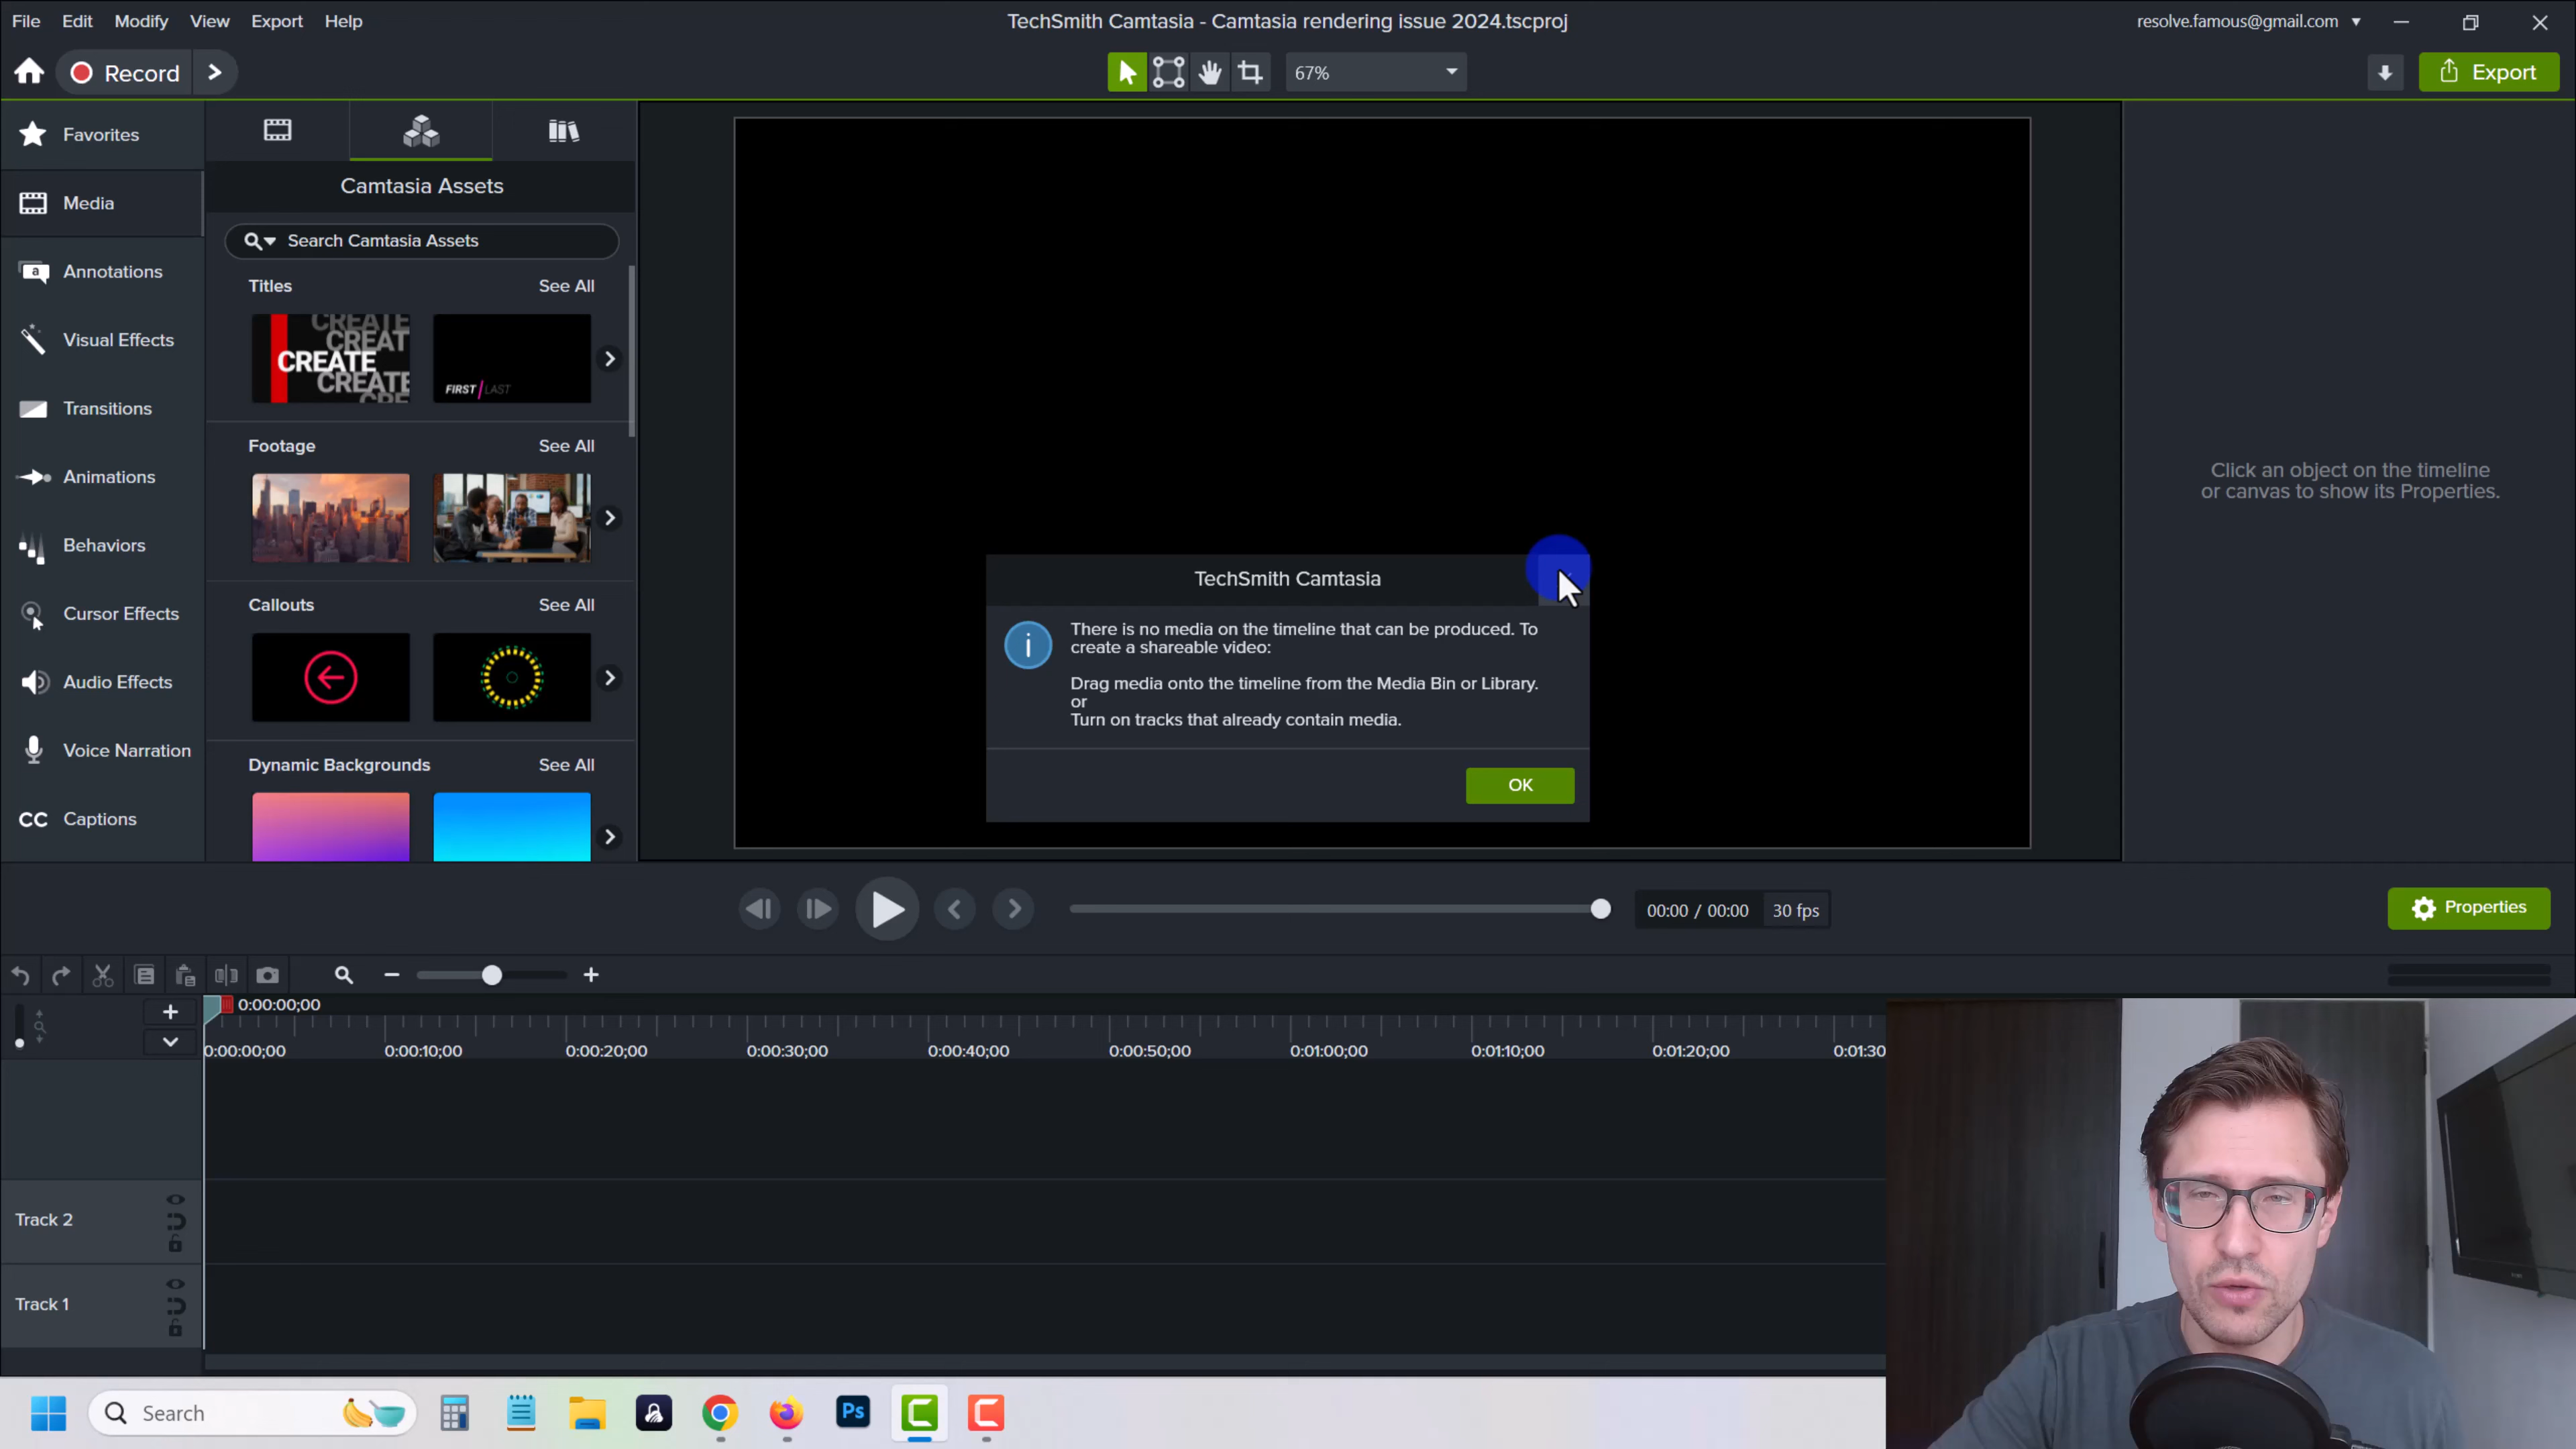 File Edit Modify View Export Help
TechSmith Camtasia - Camtasia rendering issue 2024.tscproj
resolve.famous@gmail.com
Record
67%
Export
Favorites
Media
Annotations
Visual Effects
Transitions
Animations
Behaviors
Cursor Effects
Audio Effects
Voice Narration
CC Captions
Camtasia Assets
Search Camtasia Assets
Titles See All
CREATE
CREAT
CREATE
CREATE
CRE
FIRST LAST
Footage See All
Callouts See All
Dynamic Backgrounds See All
Click an object on the timeline
or canvas to show its Properties.
TechSmith Camtasia
There is no media on the timeline that can be produced. To
create a shareable video:
Drag media onto the timeline from the Media Bin or Library.
or
Turn on tracks that already contain media.
OK
00:00 / 00:00 30 fps
Properties
0:00:00;00
0:00:00;00 0:00:10;00 0:00:20;00 0:00:30;00 0:00:40;00 0:00:50;00 0:01:00;00 0:01:10;00 0:01:20;00 0:01:30
Track 2
Track 1
Search
Ps